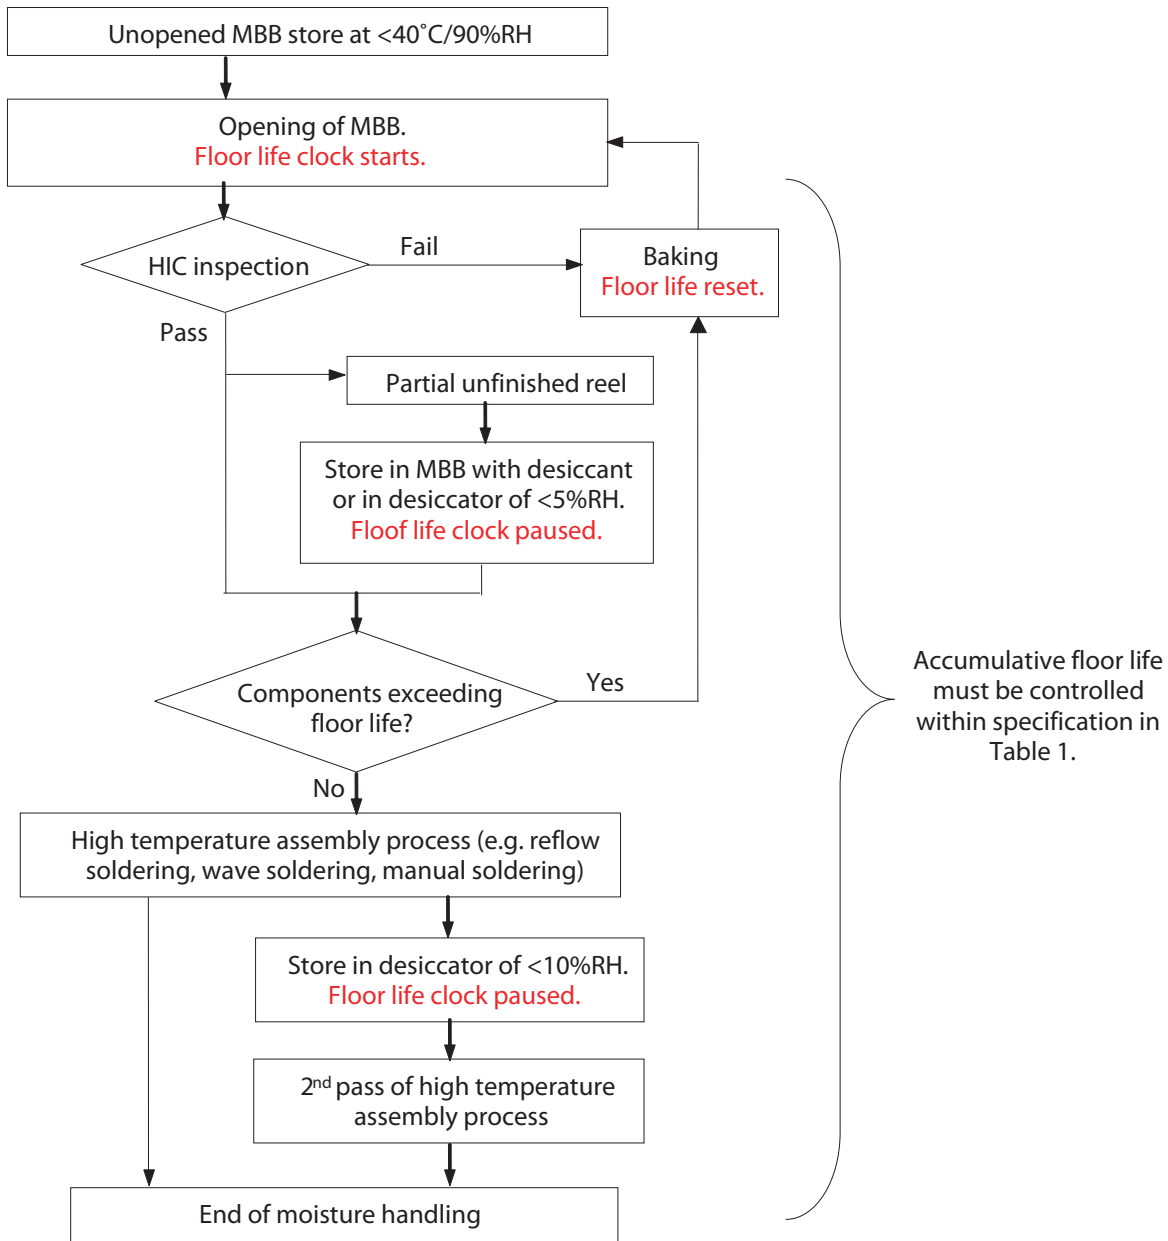 Unopened MBB store at <40˚C/90%RH
Opening of MBB.
Floor life clock starts.
HIC inspection
Fail
Baking
Floor life reset.
Pass
Partial unfinished reel
Store in MBB with desiccant
or in desiccator of <5%RH.
Floof life clock paused.
Components exceeding
floor life?
Yes
No
Accumulative floor life
must be controlled
within specification in
Table 1.
High temperature assembly process (e.g. reflow
soldering, wave soldering, manual soldering)
Store in desiccator of <10%RH.
Floor life clock paused.
2nd pass of high temperature
assembly process
End of moisture handling